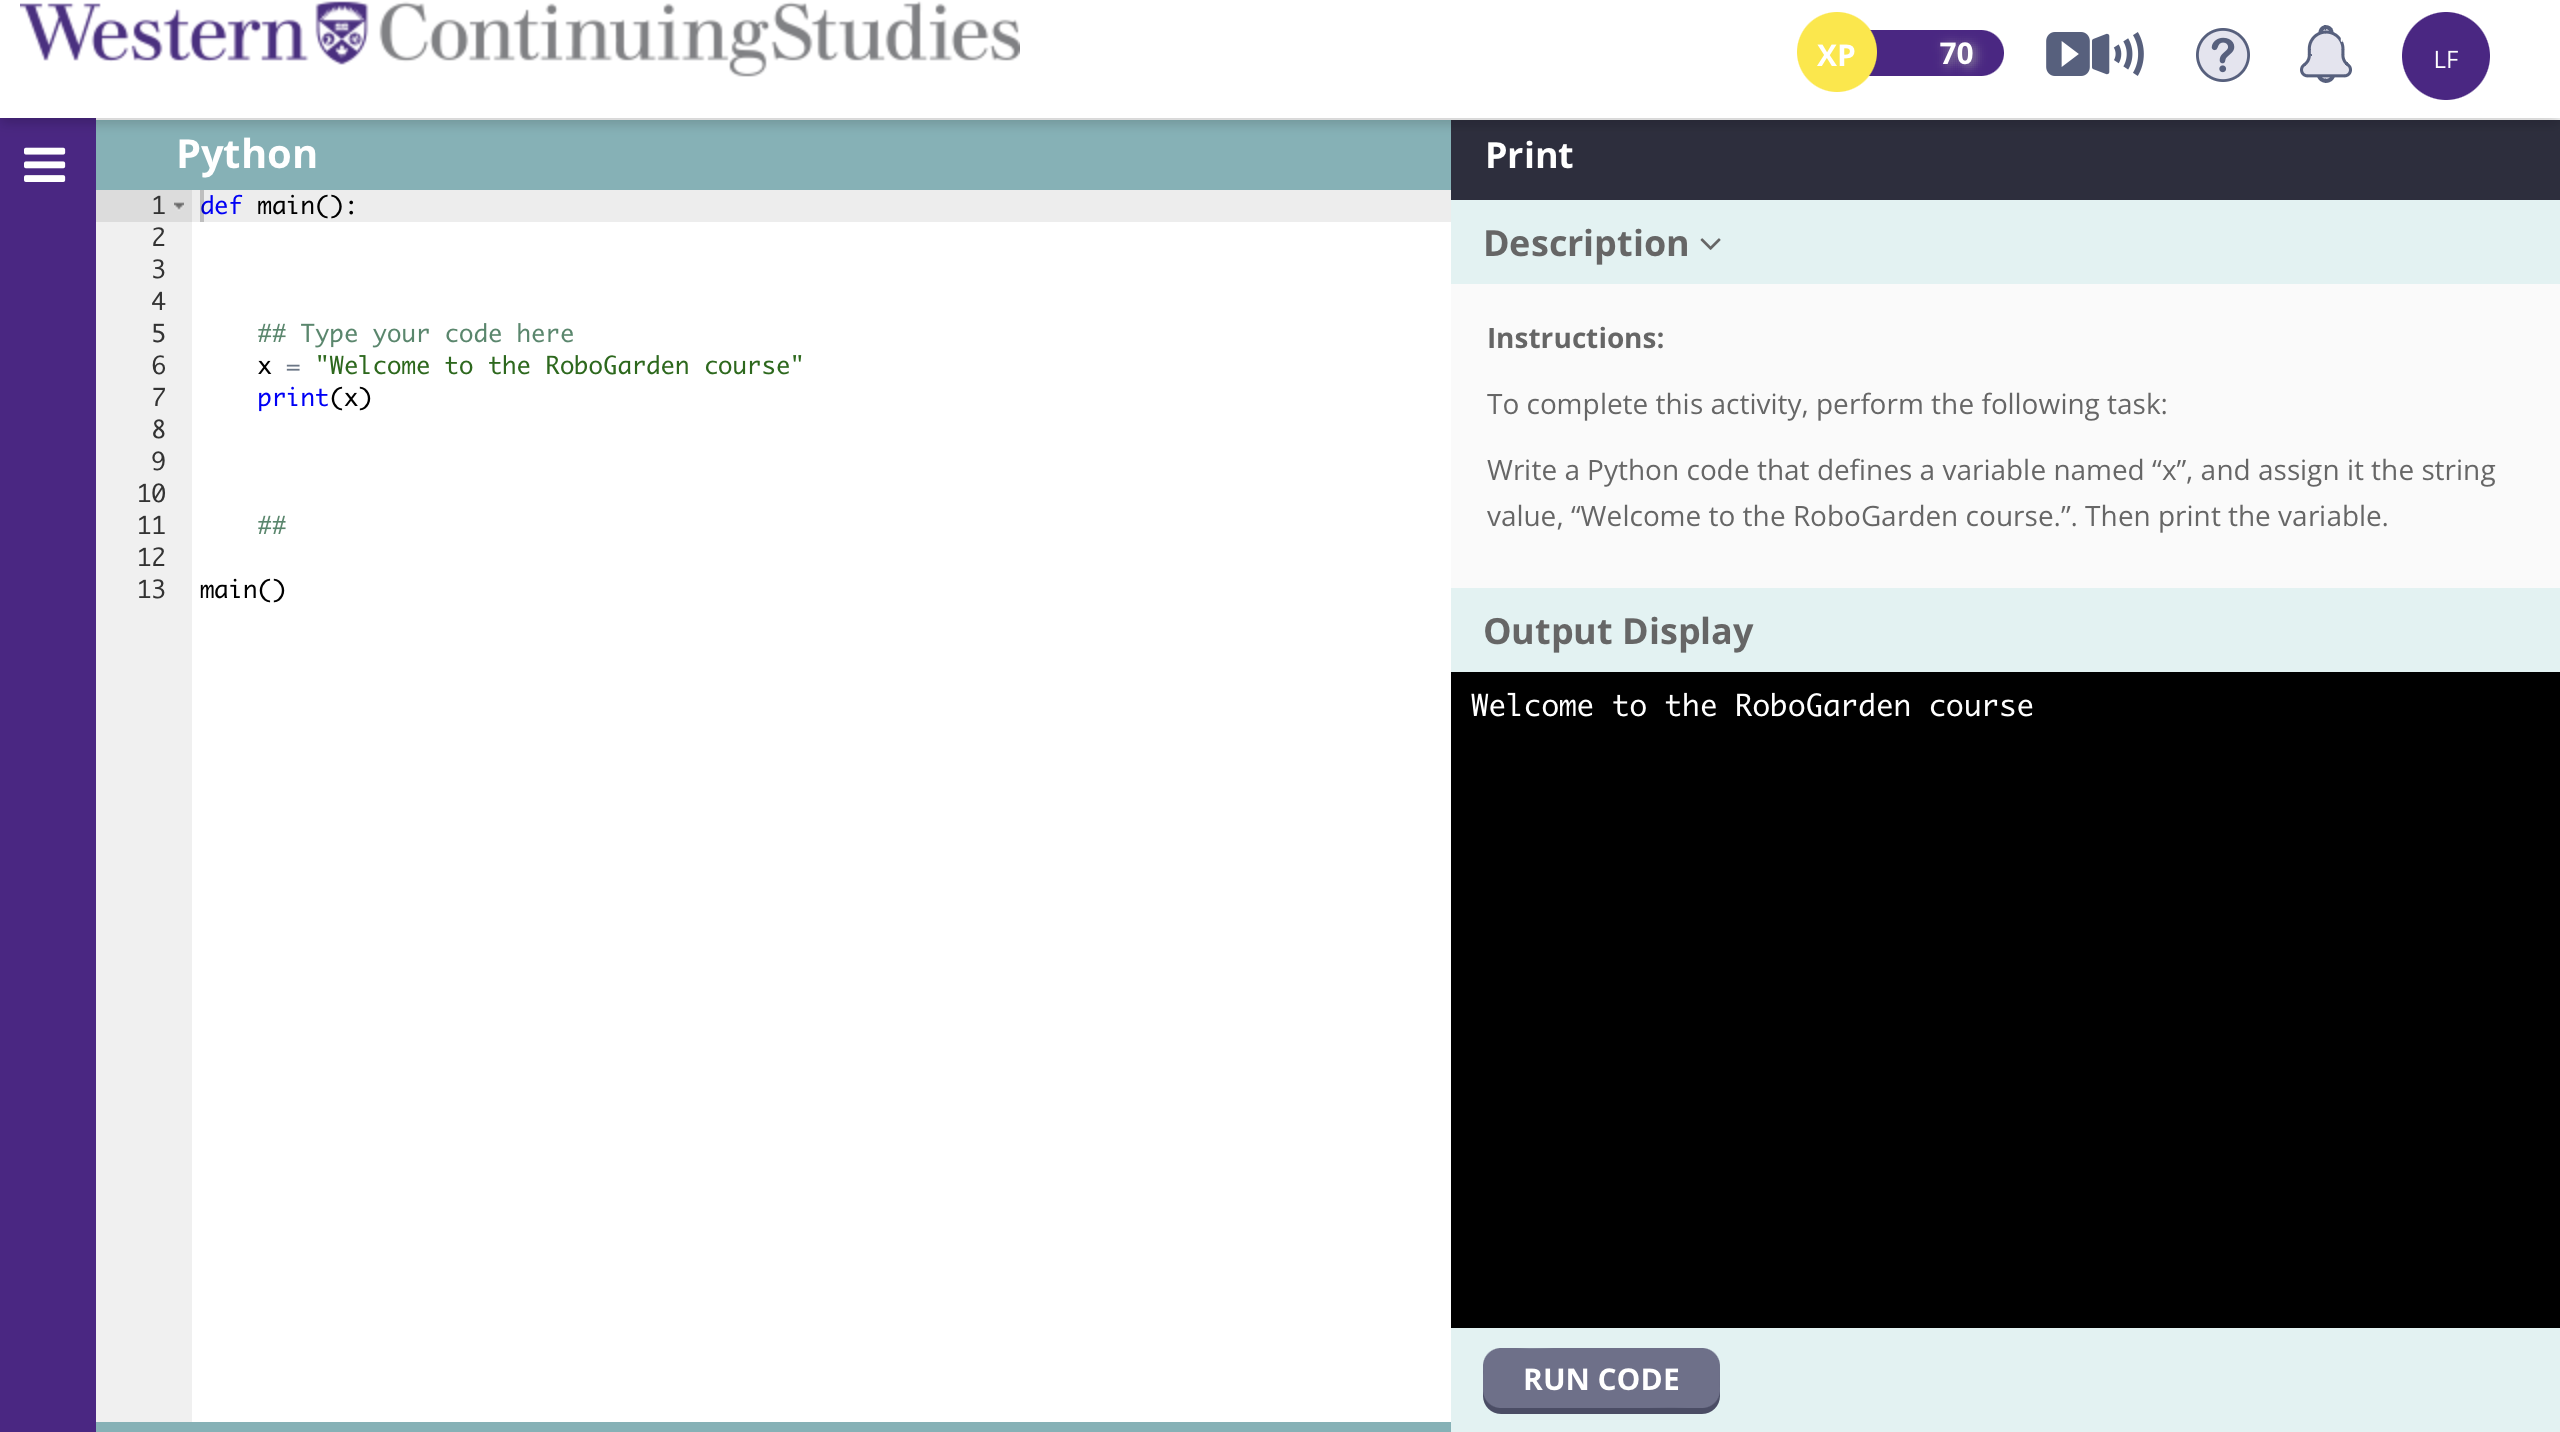 Western ContinuingStudies
XP 70
LF
Python
1 def main():
2
3
4
5 ## Type your code here
6 x = "Welcome to the RoboGarden course"
7 print(x)
8
9
10
11 ##
12
13 main()
Print
Description
Instructions:
To complete this activity, perform the following task:
Write a Python code that defines a variable named “x”, and assign it the string
value, “Welcome to the RoboGarden course.”. Then print the variable.
Output Display
Welcome to the RoboGarden course
RUN CODE